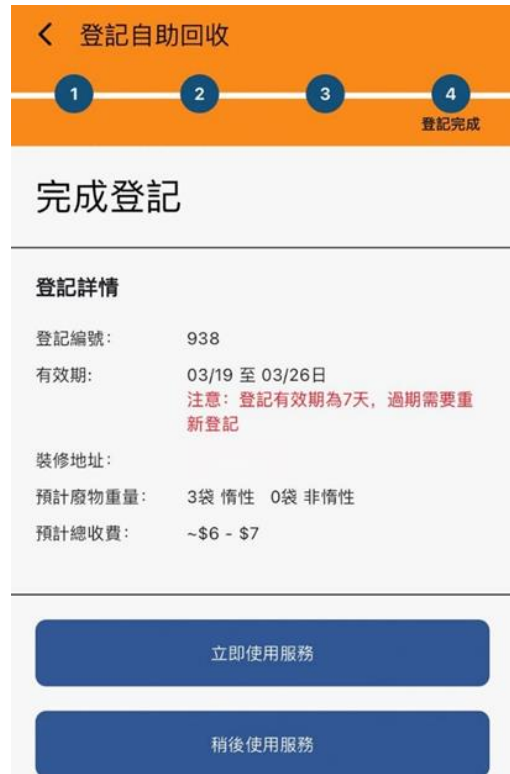 登記自助回收
1 2 3 4
登記完成
完成登記
登記詳情
登記編號: 938
有效期: 03/19 至 03/26日
注意：登記有效期為7天，過期需要重
新登記
裝修地址:
預計廢物重量: 3袋 惰性 0袋 非惰性
預計總收費: ~$6 - $7
立即使用服務
稍後使用服務